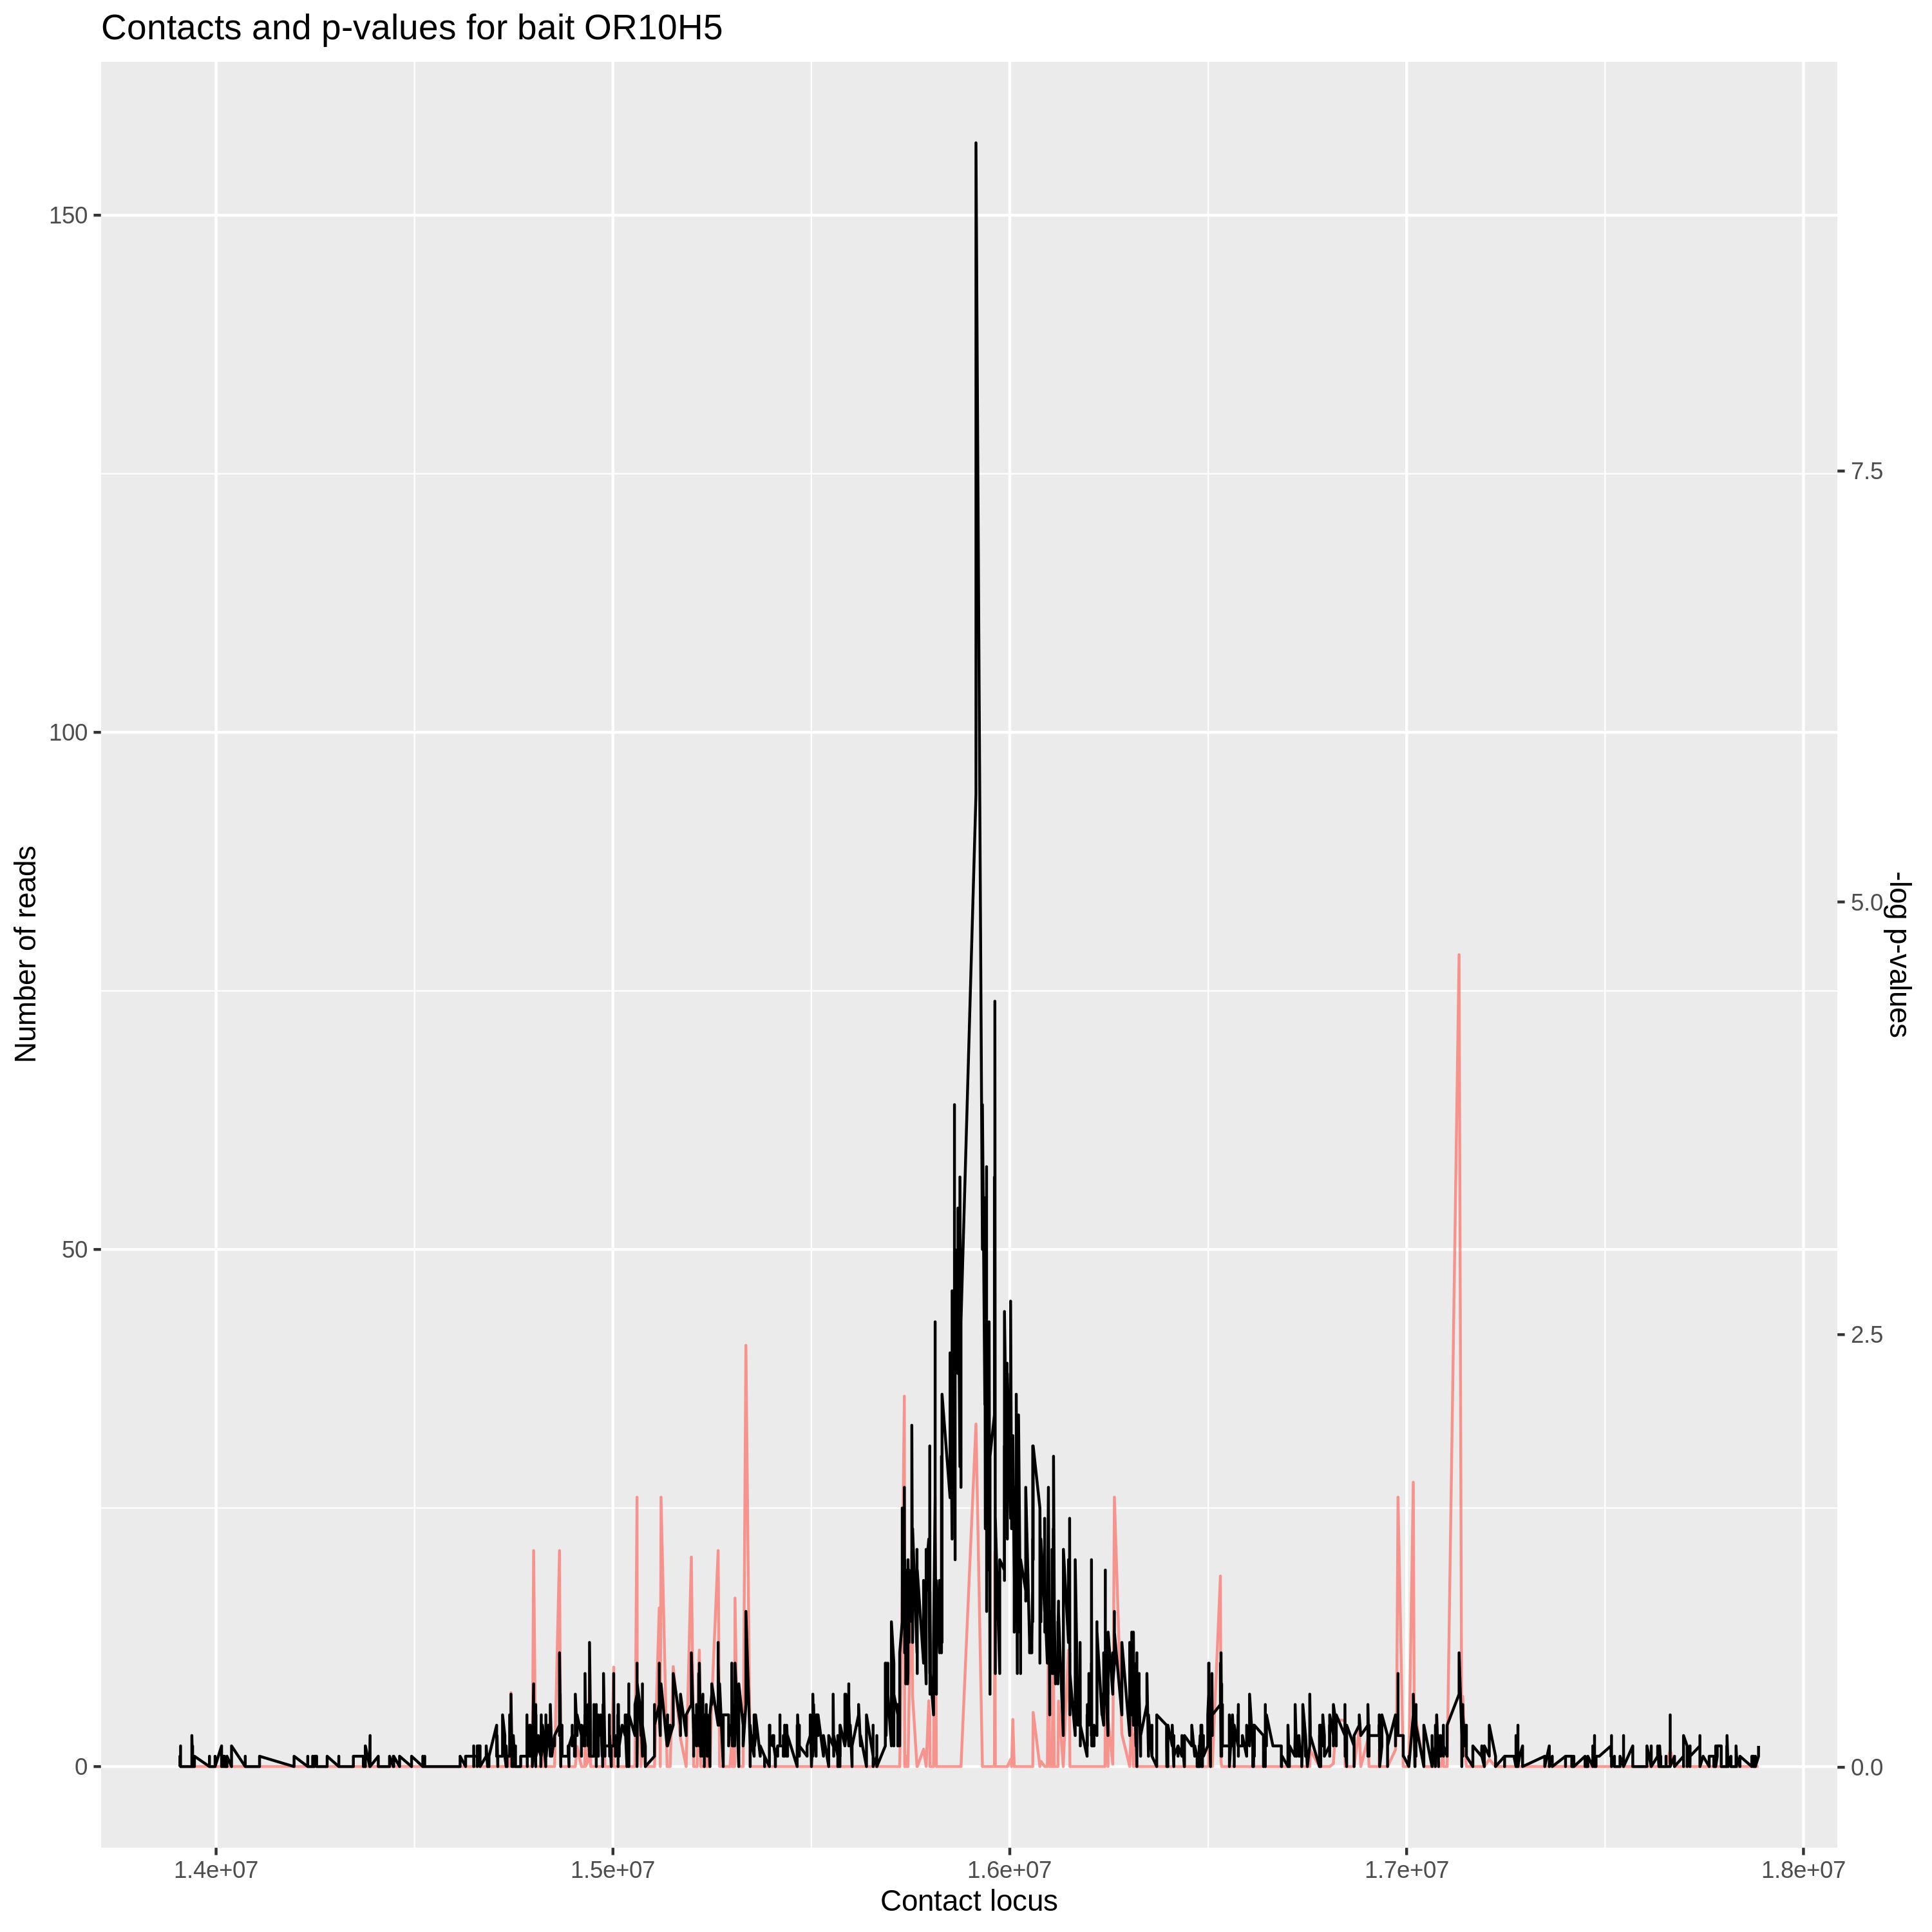 Contacts and p-values for bait OR10H5
150
100
50
0
7.5
5.0
2.5
0.0
Number of reads
-log p-values
1.4e+07
1.5e+07
1.6e+07
1.7e+07
1.8e+07
Contact locus